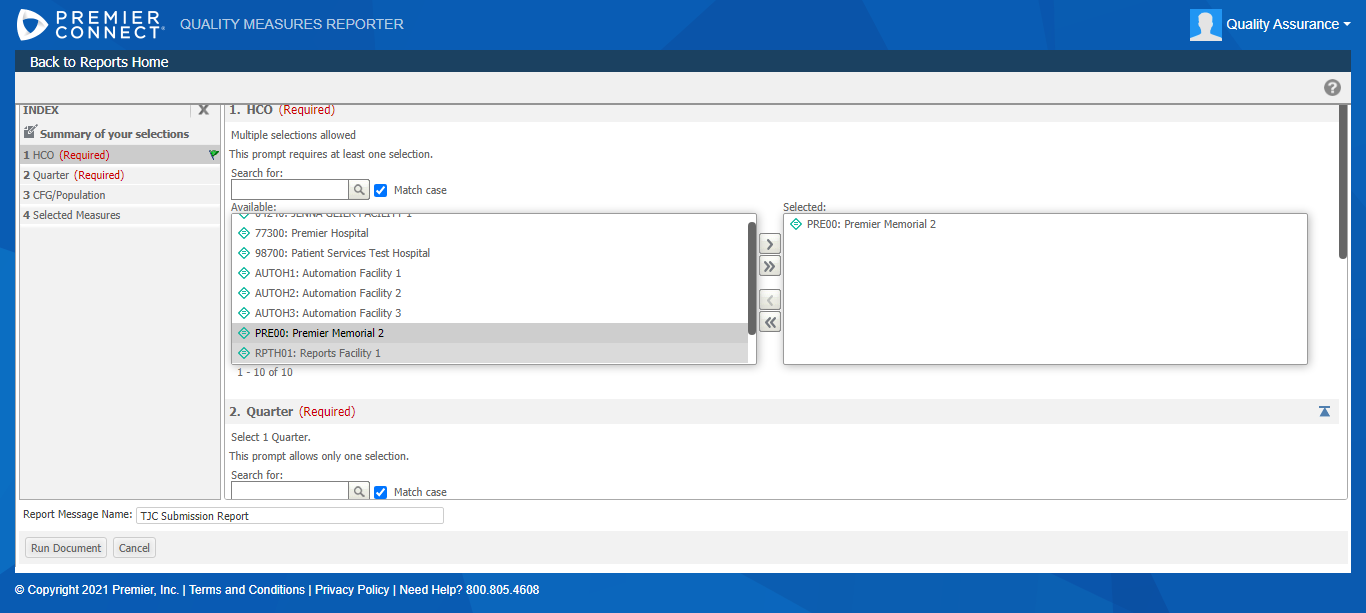 PREMIER
CONNECT
QUALITY MEASURES REPORTER
Quality Assurance
Back to Reports Home
INDEX
Summary of your selections
1 HCO (Required)
2 Quarter (Required)
3 CFG/Population
4 Selected Measures
1. HCO (Required)
Multiple selections allowed
This prompt requires at least one selection.
Search for:
Match case
Available:
77300: Premier Hospital
98700: Patient Services Test Hospital
AUTOH1: Automation Facility 1
AUTOH2: Automation Facility 2
AUTOH3: Automation Facility 3
PRE00: Premier Memorial 2
RPTH01: Reports Facility 1
1 - 10 of 10
Selected:
PRE00: Premier Memorial 2
2. Quarter (Required)
Select 1 Quarter.
This prompt allows only one selection.
Search for:
Match case
Report Message Name: TJC Submission Report
Run Document Cancel
© Copyright 2021 Premier, Inc. | Terms and Conditions | Privacy Policy | Need Help? 800.805.4608